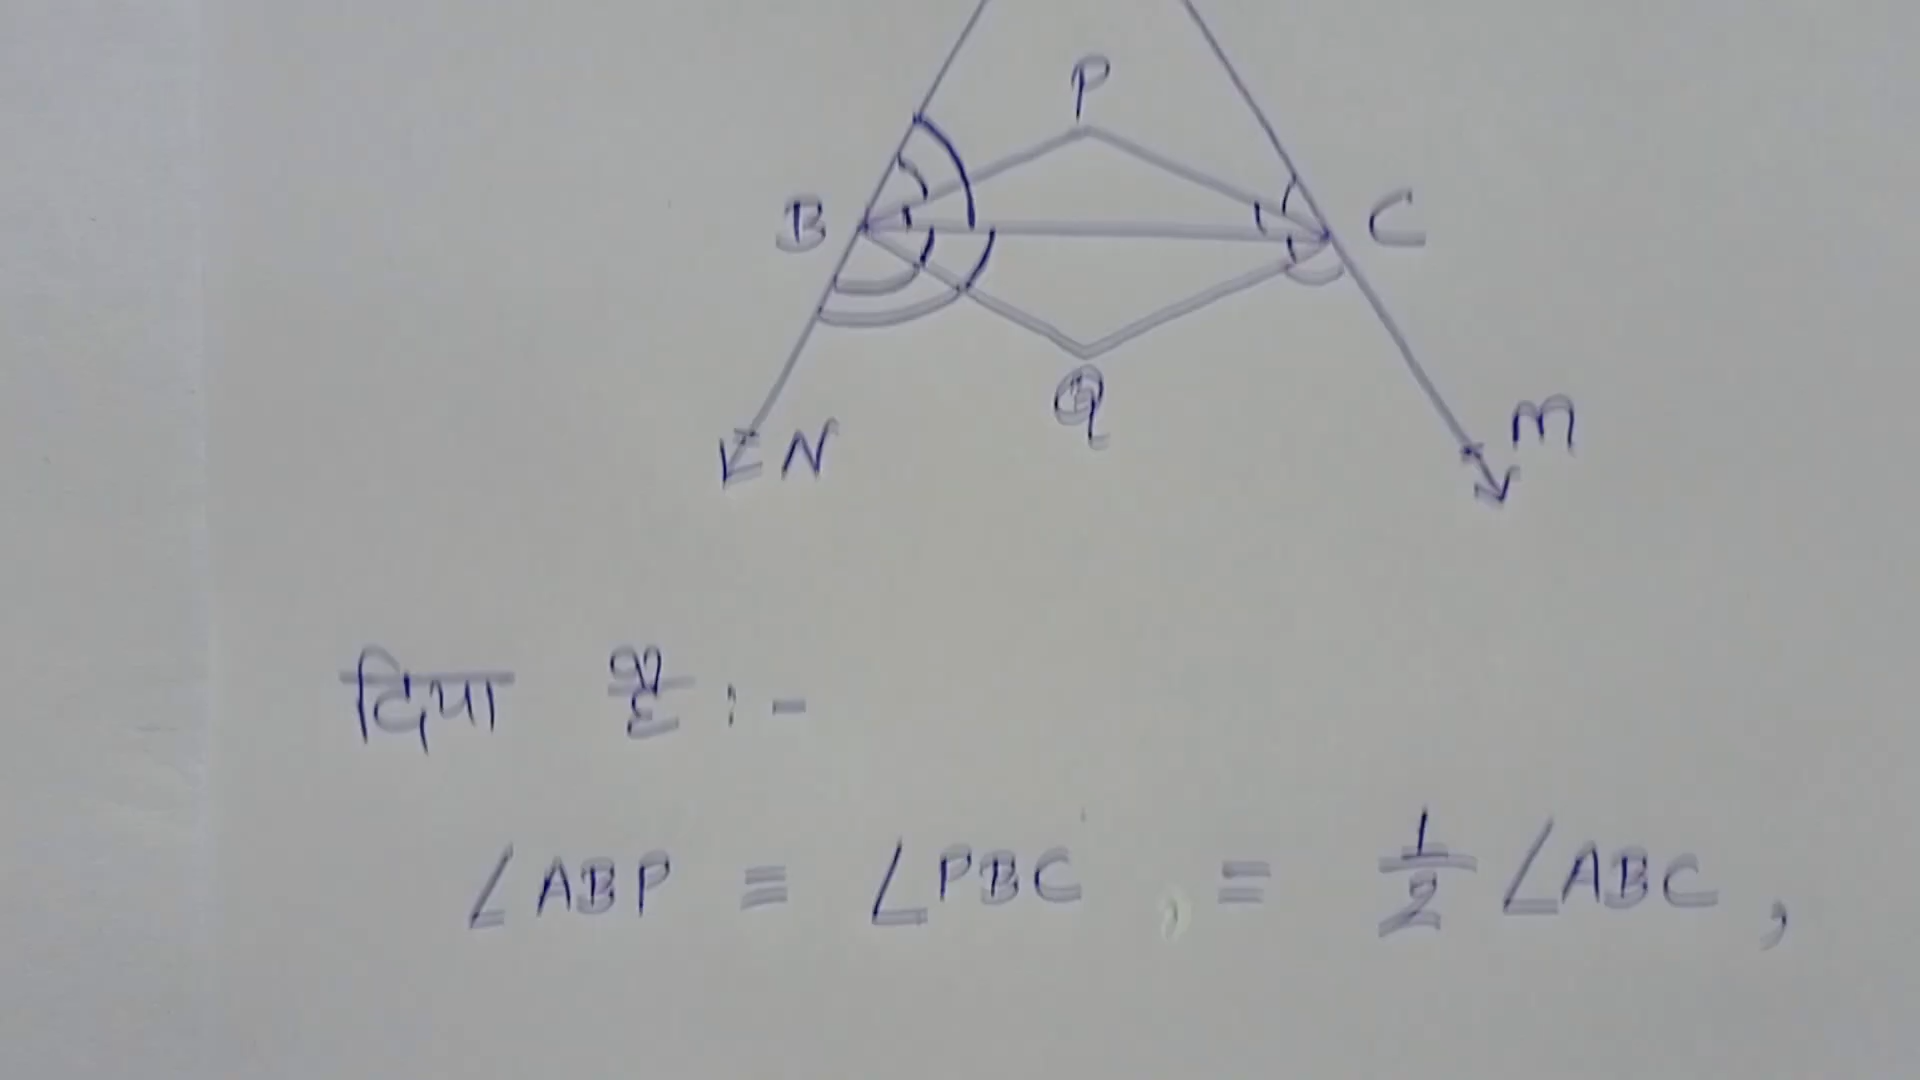 P
B C
Q
N M
दिया है :-
∠ABP = ∠PBC , = 1/2 ∠ABC ,